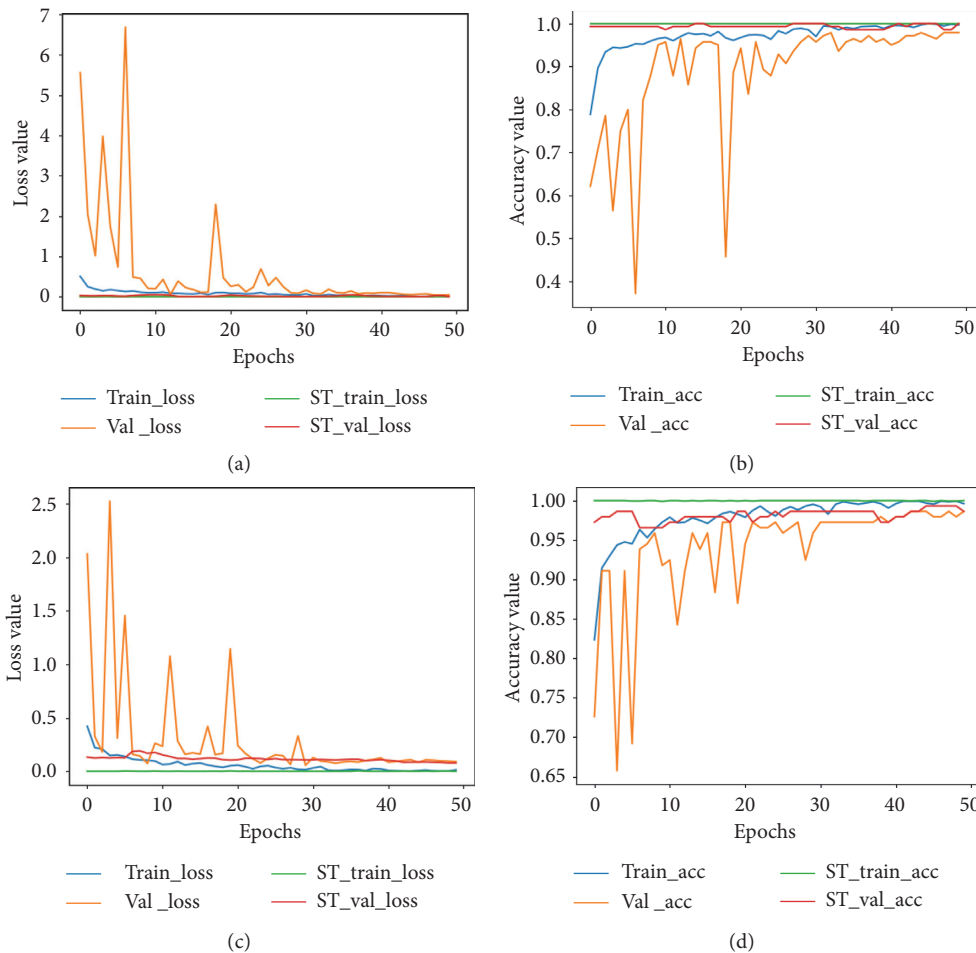 7
6
5
4
3
2
1
0
Loss value
0 10 20 30 40 50
Epochs
Train_loss ST_train_loss
Val _loss ST_val_loss
(a)
1.0
0.9
0.8
0.7
0.6
0.5
0.4
Accuracy value
0 10 20 30 40 50
Epochs
Train_acc ST_train_acc
Val _acc ST_val_acc
(b)
2.5
2.0
1.5
1.0
0.5
0.0
Loss value
0 10 20 30 40 50
Epochs
Train_loss ST_train_loss
Val _loss ST_val_loss
(c)
1.00
0.95
0.90
0.85
0.80
0.75
0.70
0.65
Accuracy value
0 10 20 30 40 50
Epochs
Train_acc ST_train_acc
Val _acc ST_val_acc
(d)